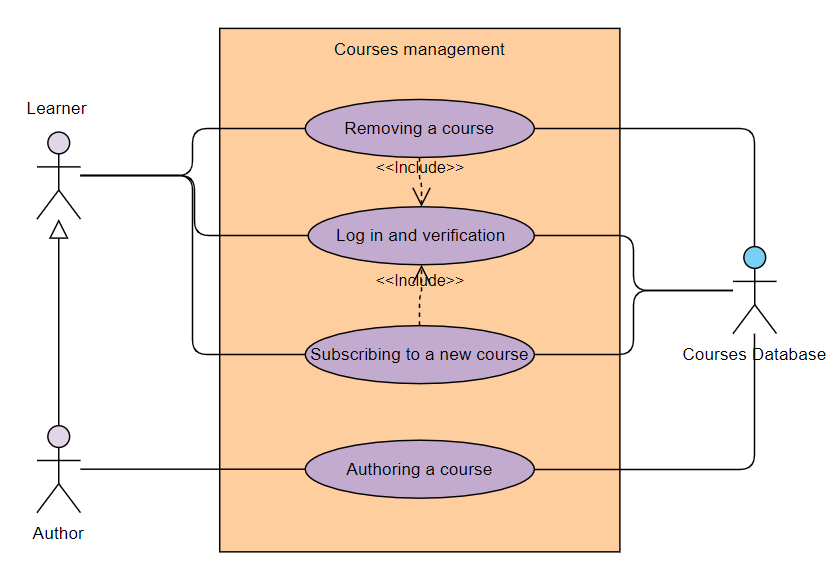 Courses management
Learner
Removing a course
<<Include>>
Log in and verification
<<Include>>
Subscribing to a new course
Courses Database
Authoring a course
Author